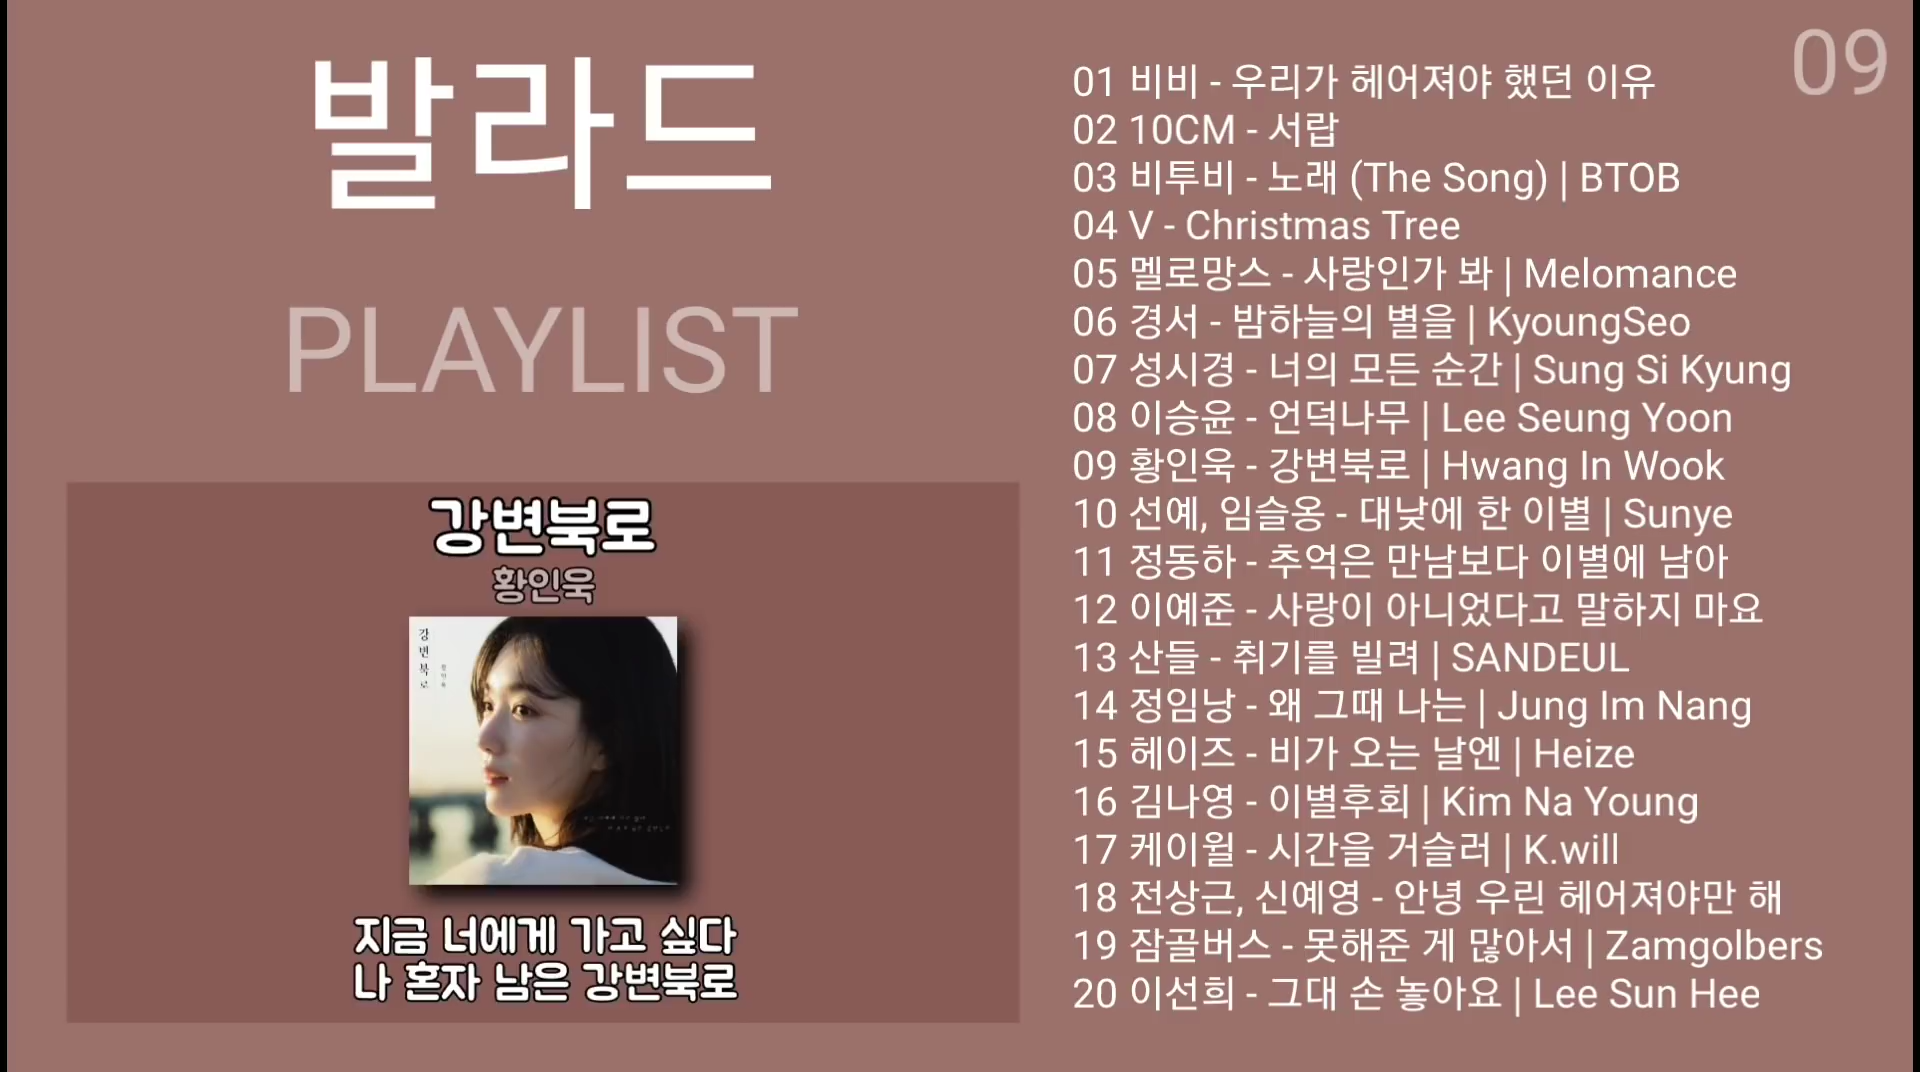 발라드
PLAYLIST
09
01 비비 - 우리가 헤어져야 했던 이유
02 10CM - 서랍
03 비투비 - 노래 (The Song) | BTOB
04 V - Christmas Tree
05 멜로망스 - 사랑인가 봐 | Melomance
06 경서 - 밤하늘의 별을 | KyoungSeo
07 성시경 - 너의 모든 순간 | Sung Si Kyung
08 이승윤 - 언덕나무 | Lee Seung Yoon
09 황인욱 - 강변북로 | Hwang In Wook
10 선예, 임슬옹 - 대낮에 한 이별 | Sunye
11 정동하 - 추억은 만남보다 이별에 남아
12 이예준 - 사랑이 아니었다고 말하지 마요
13 산들 - 취기를 빌려 | SANDEUL
14 정임낭 - 왜 그때 나는 | Jung Im Nang
15 헤이즈 - 비가 오는 날엔 | Heize
16 김나영 - 이별후회 | Kim Na Young
17 케이윌 - 시간을 거슬러 | K.will
18 전상근, 신예영 - 안녕 우린 헤어져야만 해
19 잠골버스 - 못해준 게 많아서 | Zamgolbers
20 이선희 - 그대 손 놓아요 | Lee Sun Hee
강변북로
황인욱
강변북로
황인욱
지금 너에게 가고 싶다
나 혼자 남은 강변북로